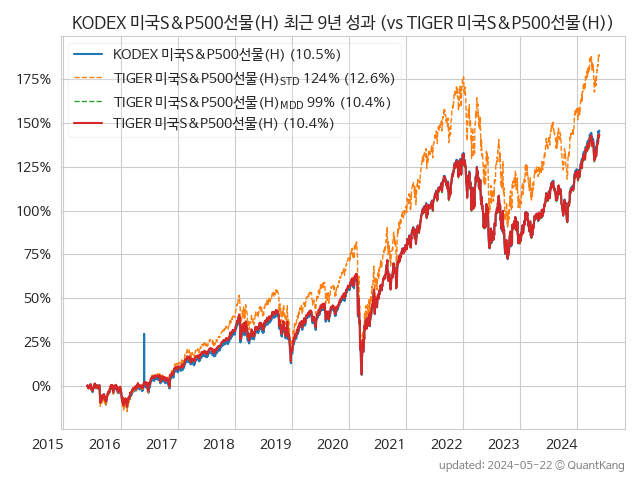 KODEX 미국S&P500선물(H) 최근 9년 성과 (vs TIGER 미국S&P500선물(H))
KODEX 미국S&P500선물(H) (10.5%)
TIGER 미국S&P500선물(H)STD 124% (12.6%)
TIGER 미국S&P500선물(H)MDD 99% (10.4%)
TIGER 미국S&P500선물(H) (10.4%)
175%
150%
125%
100%
75%
50%
25%
0%
2015 2016 2017 2018 2019 2020 2021 2022 2023 2024
updated: 2024-05-22 © QuantKang